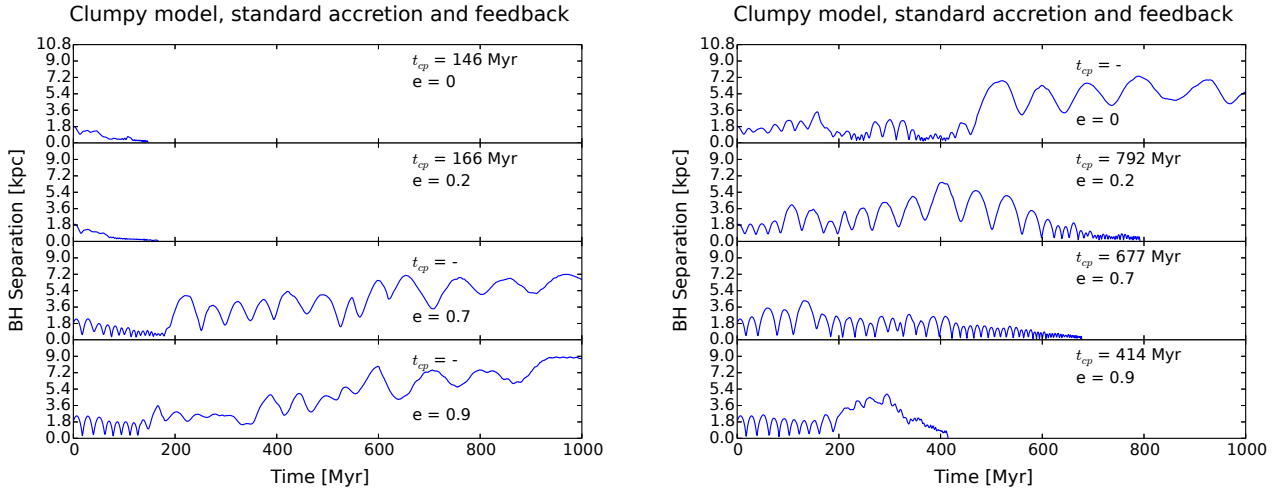 Clumpy model, standard accretion and feedback
10.8
9.0
7.2
5.4
3.6
1.8
0.0
t_cp = 146 Myr
e = 0
9.0
7.2
5.4
3.6
1.8
0.0
t_cp = 166 Myr
e = 0.2
9.0
7.2
5.4
3.6
1.8
0.0
t_cp = -
e = 0.7
9.0
7.2
5.4
3.6
1.8
0.0
t_cp = -
e = 0.9
BH Separation [kpc]
0 200 400 600 800 1000
Time [Myr]
Clumpy model, standard accretion and feedback
10.8
9.0
7.2
5.4
3.6
1.8
0.0
t_cp = -
e = 0
9.0
7.2
5.4
3.6
1.8
0.0
t_cp = 792 Myr
e = 0.2
9.0
7.2
5.4
3.6
1.8
0.0
t_cp = 677 Myr
e = 0.7
9.0
7.2
5.4
3.6
1.8
0.0
t_cp = 414 Myr
e = 0.9
BH Separation [kpc]
0 200 400 600 800 1000
Time [Myr]